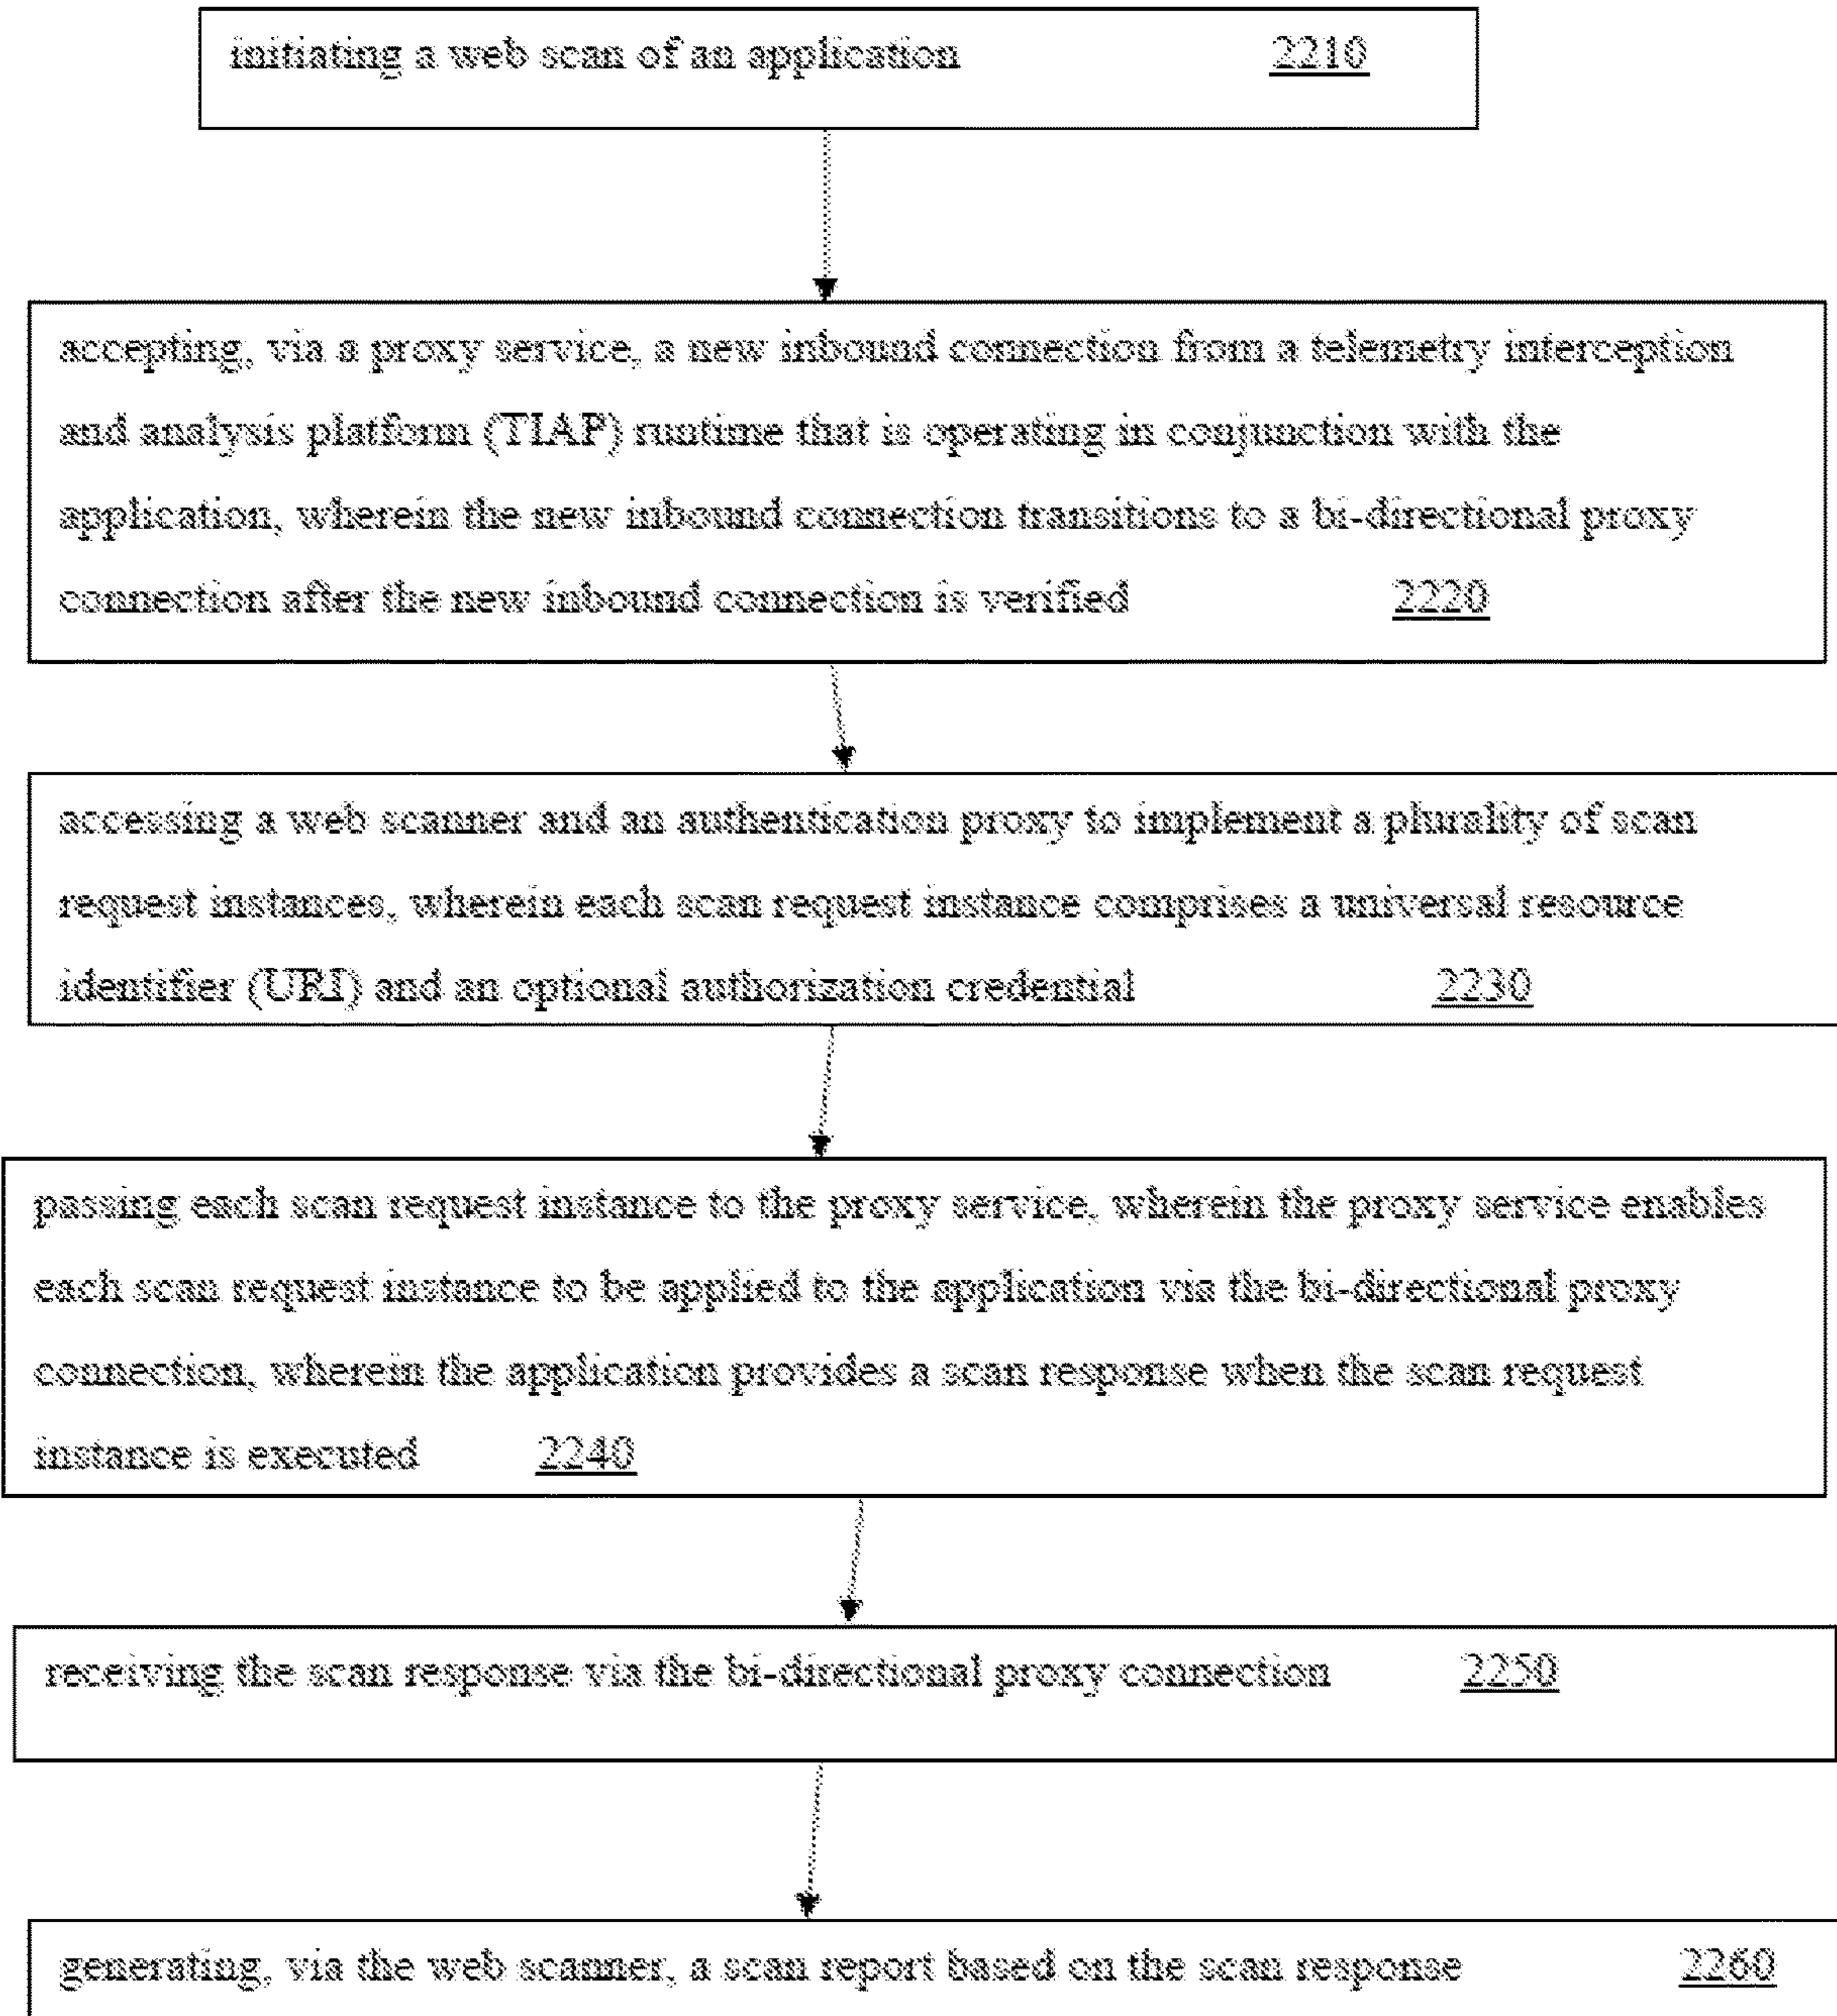 initiating a web scan of an application 2210
accepting, via a proxy service, a new inbound connection from a telemetry interception
and analysis platform (TIAP) runtime that is operating in conjunction with the
application, wherein the new inbound connection transitions to a bi-directional proxy
connection after the new inbound connection is verified 2220
accessing a web scanner and an authentication proxy to implement a plurality of scan
request instances, wherein each scan request instance comprises a universal resource
identifier (URI) and an optional authorization credential 2230
passing each scan request instance to the proxy service, wherein the proxy service enables
each scan request instance to be applied to the application via the bi-directional proxy
connection, wherein the application provides a scan response when the scan request
instance is executed 2240
receiving the scan response via the bi-directional proxy connection 2250
generating, via the web scanner, a scan report based on the scan response 2260